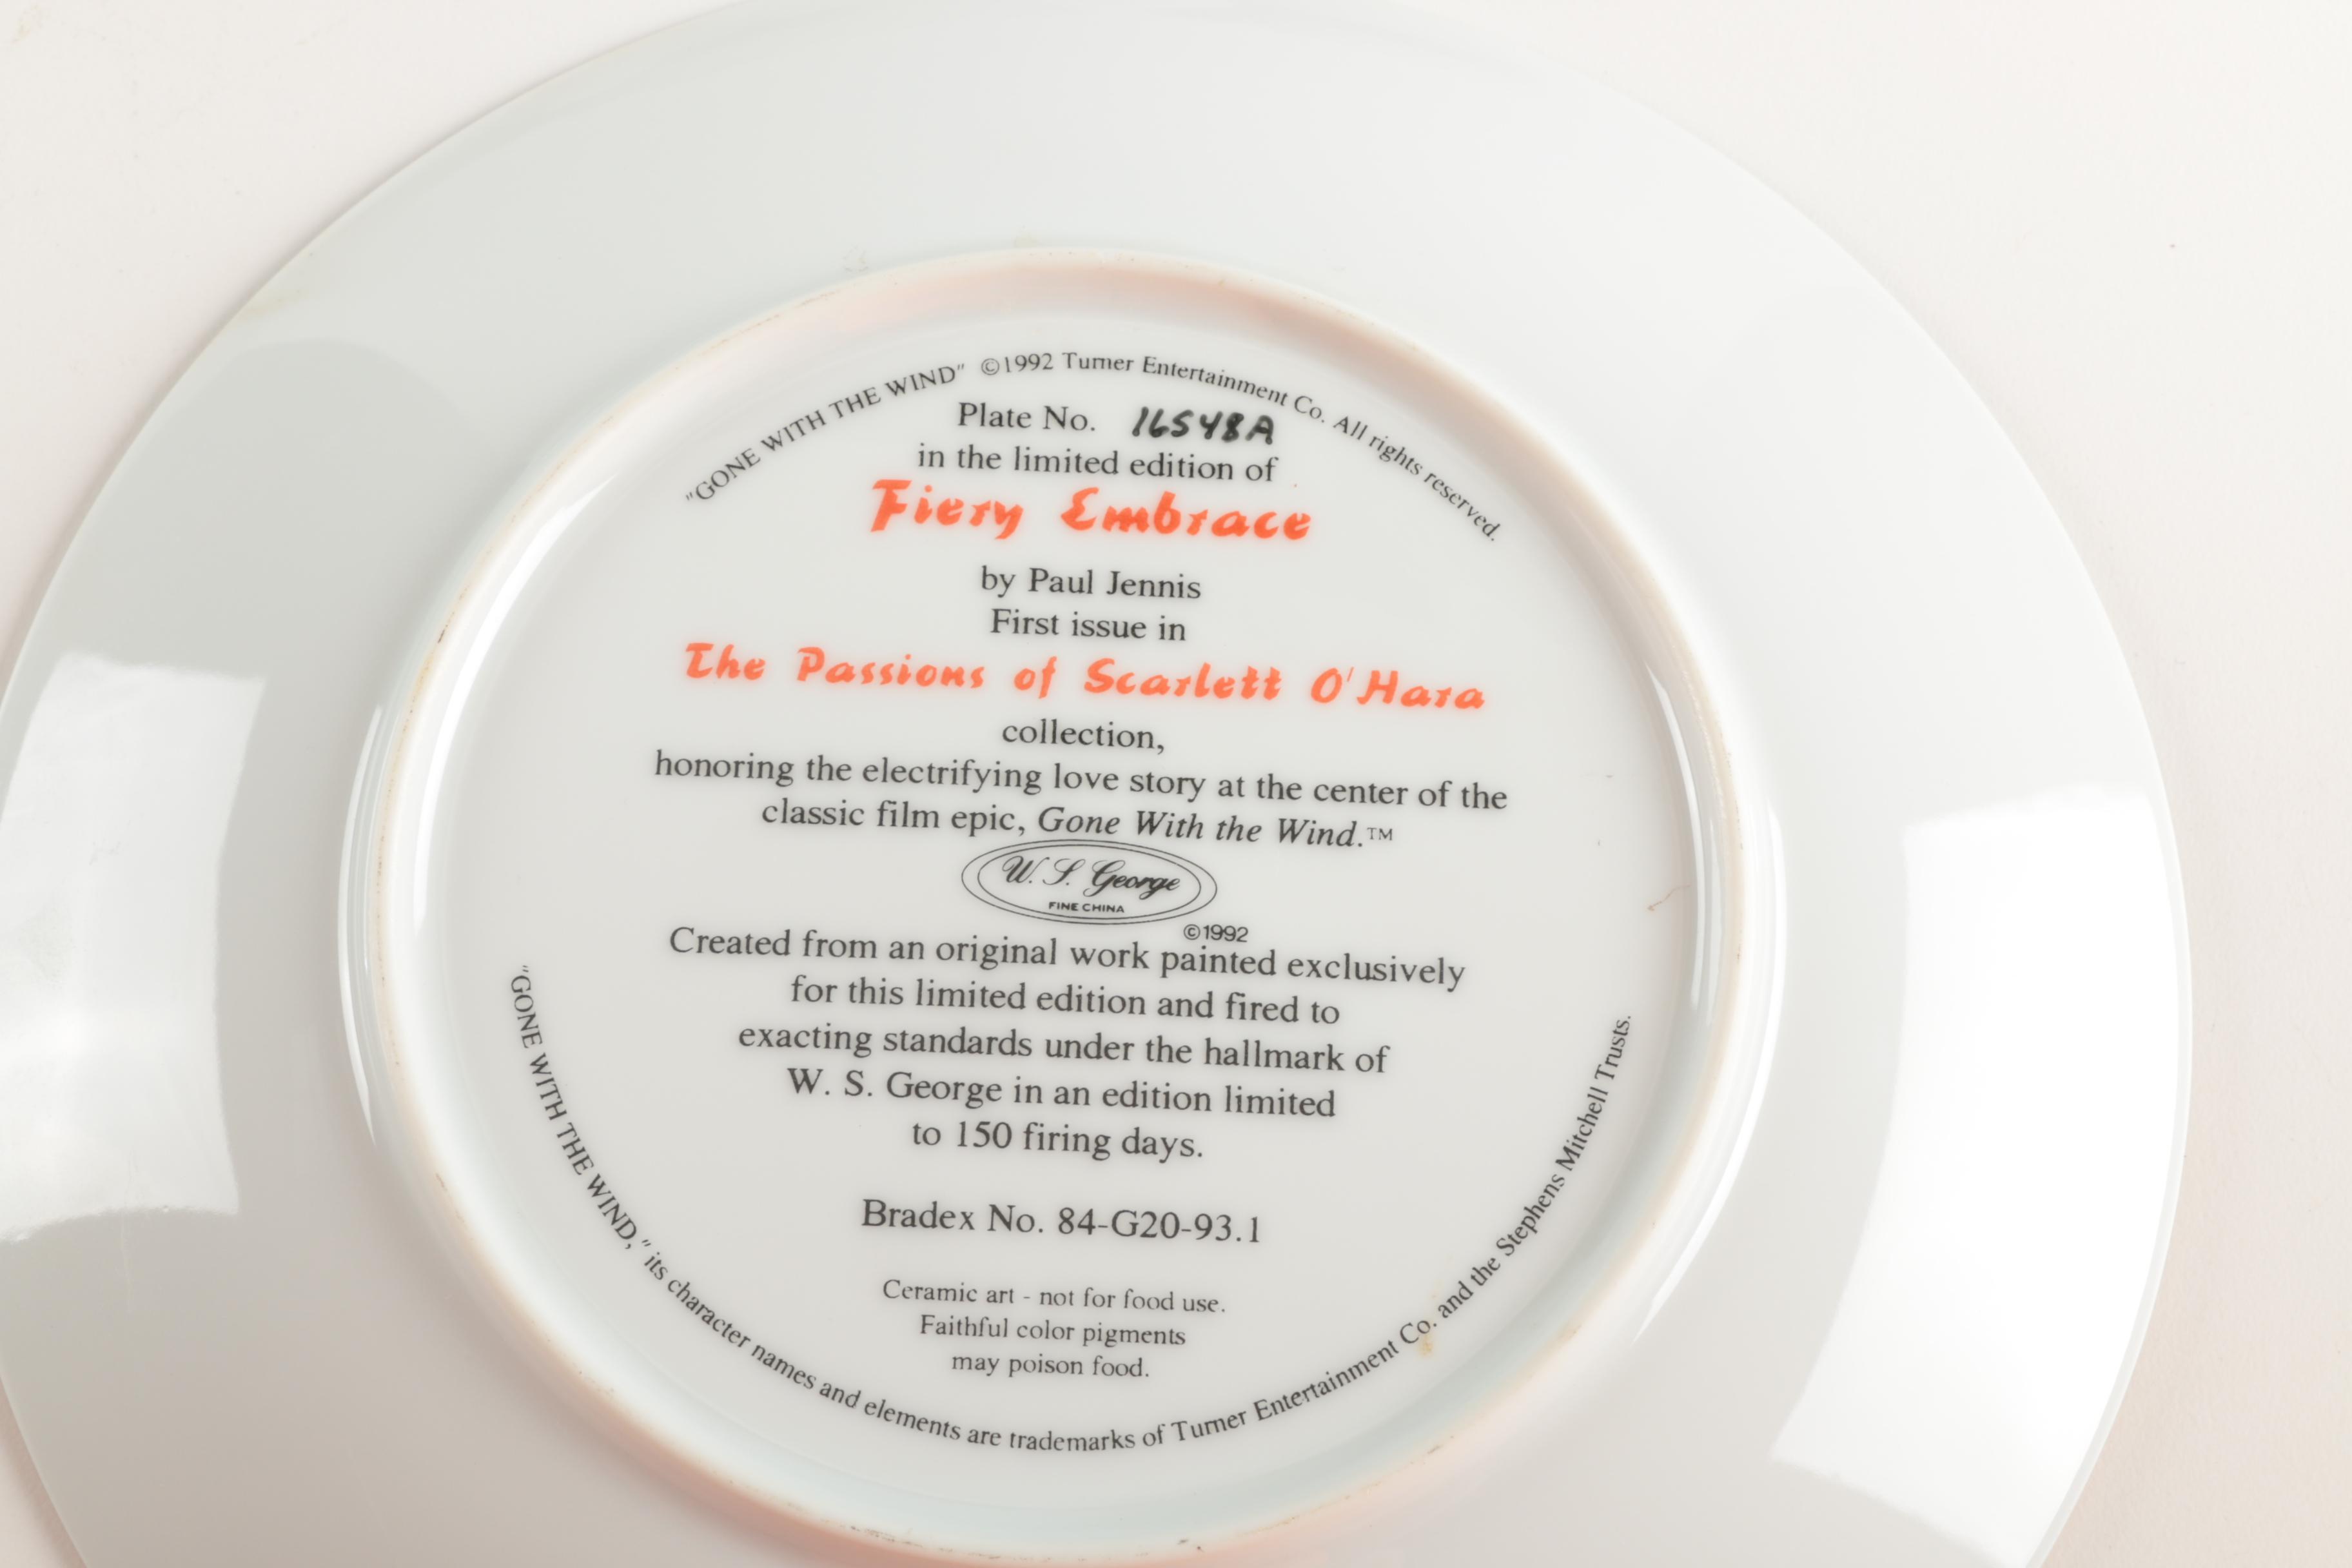 "GONE WITH THE WIND" ©1992 Turner Entertainment Co. All rights reserved.
Plate No. 16548A
in the limited edition of
Fiery Embrace
by Paul Jennis
First issue in
The Passions of Scarlett O'Hara
collection,
honoring the electrifying love story at the center of the
classic film epic, Gone With the Wind.™
W. S. George
FINE CHINA
©1992
Created from an original work painted exclusively
for this limited edition and fired to
exacting standards under the hallmark of
W. S. George in an edition limited
to 150 firing days.
Bradex No. 84-G20-93.1
Ceramic art - not for food use.
Faithful color pigments
may poison food.
"GONE WITH THE WIND," its character names and elements are trademarks of Turner Entertainment Co. and the Stephens Mitchell Trusts.